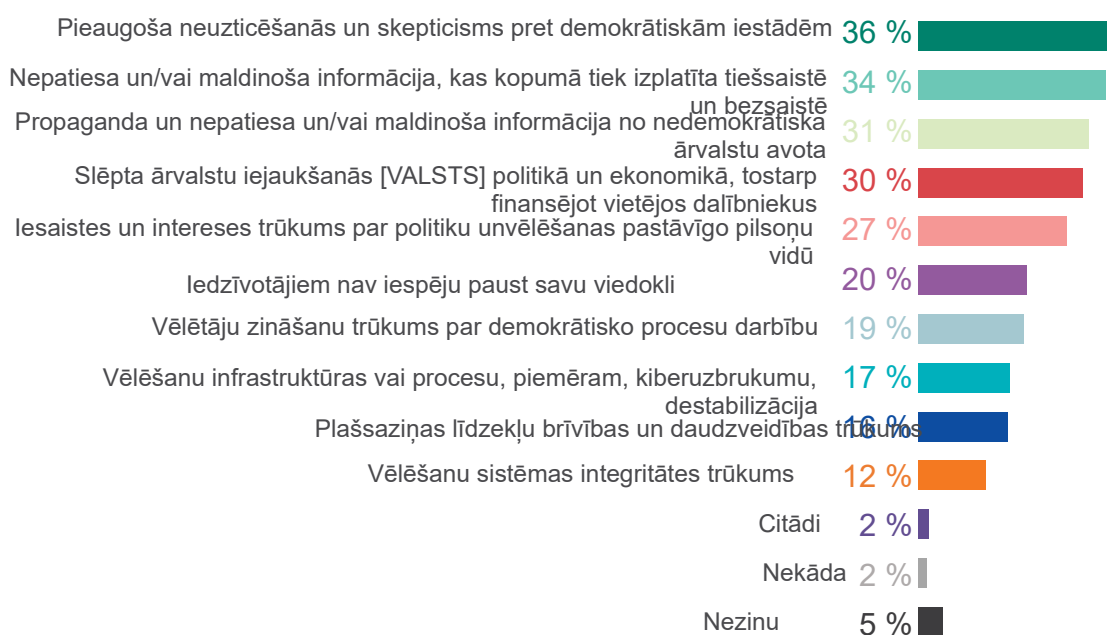 Pieaugoša neuzticēšanās un skepticisms pret demokrātiskām iestādēm 36 %
Nepatiesa un/vai maldinoša informācija, kas kopumā tiek izplatīta tiešsaistē 34 %
un bezsaistē
Propaganda un nepatiesa un/vai maldinoša informācija no nedemokrātiska 31 %
ārvalstu avota
Slēpta ārvalstu iejaukšanās [VALSTS] politikā un ekonomikā, tostarp 30 %
finansējot vietējos dalībniekus
Iesaistes un intereses trūkums par politiku unvēlēšanas pastāvīgo pilsoņu 27 %
vidū
Iedzīvotājiem nav iespēju paust savu viedokli 20 %
Vēlētāju zināšanu trūkums par demokrātisko procesu darbību 19 %
Vēlēšanu infrastruktūras vai procesu, piemēram, kiberuzbrukumu, 17 %
destabilizācija
Plašsaziņas līdzekļu brīvības un daudzveidības trūkums 16 %
Vēlēšanu sistēmas integritātes trūkums 12 %
Citādi 2 %
Nekāda 2 %
Nezinu 5 %